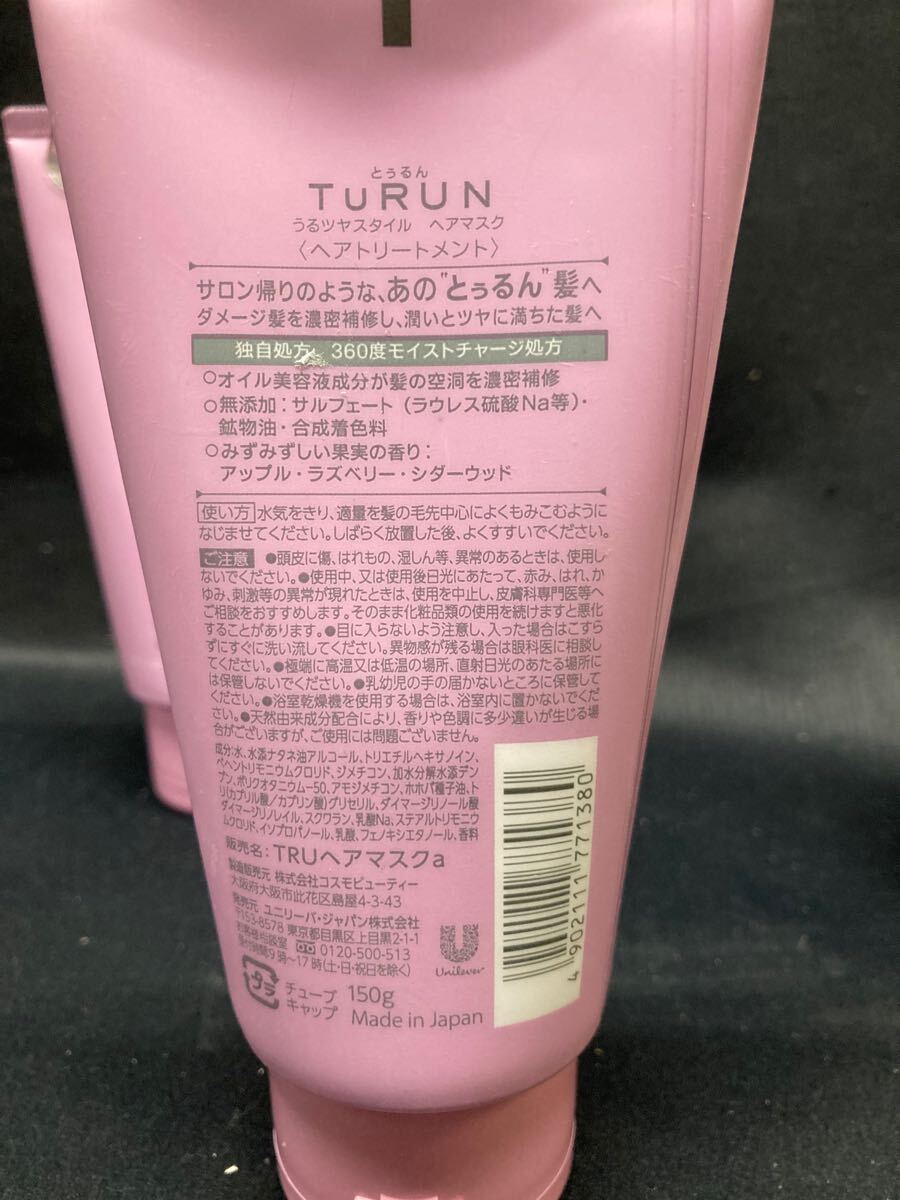 とぅるん
TURUN
うるツヤスタイル ヘアマスク
〈ヘアトリートメント〉
サロン帰りのような、あの“とぅるん”髪へ
ダメージ髪を濃密補修し、潤いとツヤに満ちた髪へ
独自処方 360度モイストチャージ処方
○オイル美容液成分が髪の空洞を濃密補修
○無添加：サルフェート（ラウレス硫酸Na等）・
鉱物油・合成着色料
○みずみずしい果実の香り：
アップル・ラズベリー・シダーウッド
使い方 水気をきり、適量を髪の毛先中心によくもみこむように
なじませてください。しばらく放置した後、よくすすいでください。
ご注意 ●頭皮に傷、はれもの、湿しん等、異常のあるときは、使用し
ないでください。●使用中、又は使用後日光にあたって、赤み、はれ、か
ゆみ、刺激等の異常が現れたときは、使用を中止し、皮膚科専門医等へ
ご相談をおすすめします。そのまま化粧品類の使用を続けますと悪化
することがあります。●目に入らないよう注意し、入った場合はこすら
ずにすぐに洗い流してください。異物感が残る場合は眼科医に相談し
てください。●極端に高温又は低温の場所、直射日光のあたる場所に
は保管しないでください。●乳幼児の手の届かないところに保管して
ください。●浴室乾燥機を使用する場合は、浴室内に置かないでくだ
さい。●天然由来成分配合により、香りや色調に多少違いが生じる場
合がございますが、ご使用には問題ございません。
成分：水、水添ナタネ油アルコール、トリエチルヘキサノイン、
ベヘントリモニウムクロリド、ジメチコン、加水分解水添デン
プン、ポリクオタニウム-50、アモジメチコン、ホホバ種子油、ト
リ（カプリル酸／カプリン酸）グリセリル、ダイマージリノール酸
ダイマージリノレイル、スクワラン、乳酸Na、ステアルトリモニウ
ムクロリド、イソプロパノール、乳酸、フェノキシエタノール、香料
販売名：TRUヘアマスクa
製造販売元 株式会社コスモビューティー
大阪府大阪市此花区島屋4-3-43
発売元 ユニリーバ・ジャパン株式会社
〒153-8578 東京都目黒区上目黒2-1-1
お客様相談室 0120-500-513
受付時間9時〜17時（土・日・祝日を除く）
Unilever
プラ
チューブ
キャップ
150g
Made in Japan
4 902111 771380